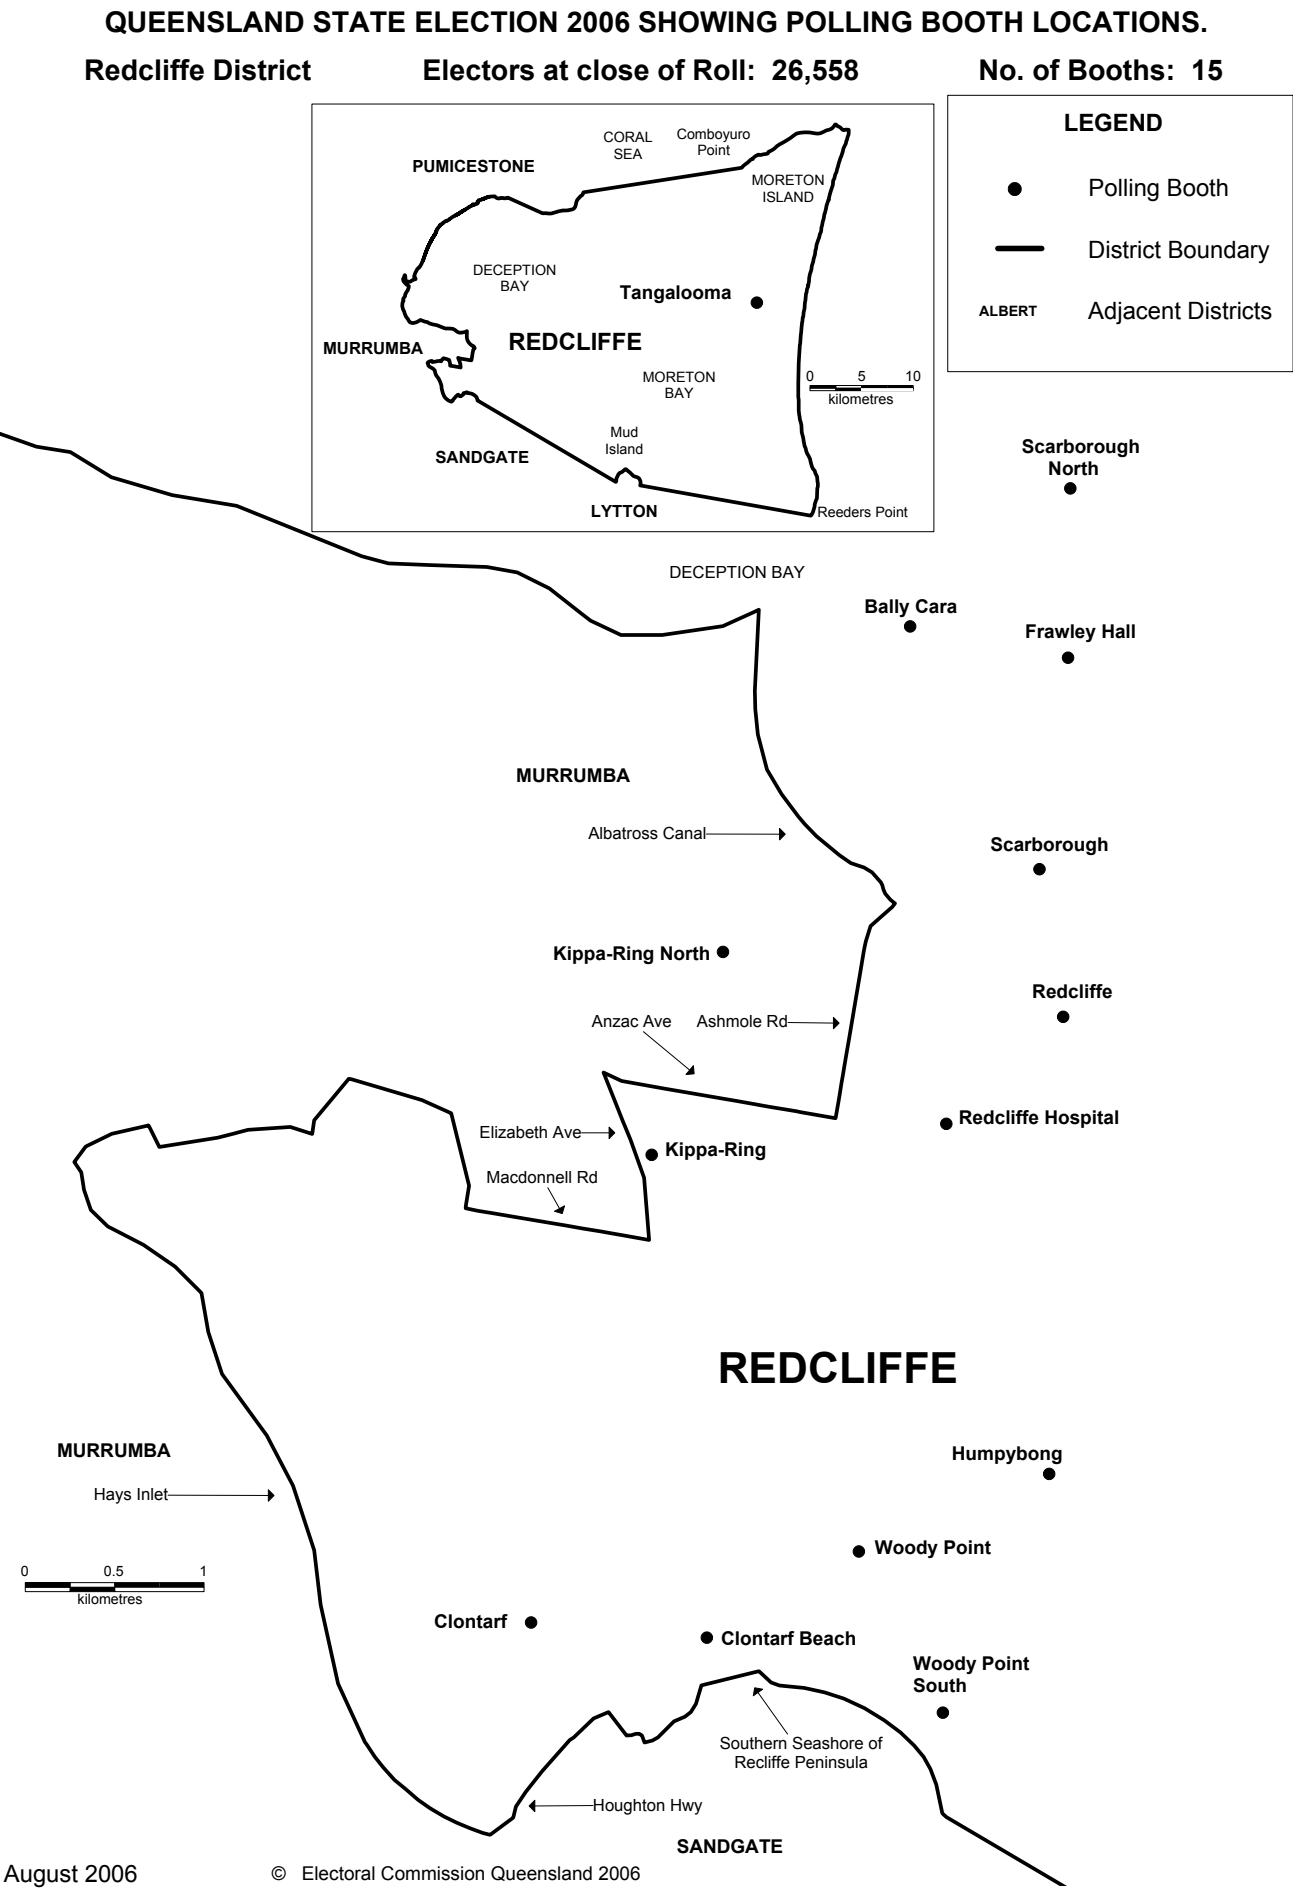 QUEENSLAND STATE ELECTION 2006 SHOWING POLLING BOOTH LOCATIONS.
Redcliffe District
Electors at close of Roll: 26,558
No. of Booths: 15
LEGEND
Polling Booth
District Boundary
ALBERT
Adjacent Districts
CORAL
SEA
Comboyuro
Point
PUMICESTONE
MORETON
ISLAND
DECEPTION
BAY
Tangalooma
REDCLIFFE
MURRUMBA
MORETON
BAY
0 5 10
kilometres
Mud
Island
SANDGATE
LYTTON
Reeders Point
Scarborough
North
DECEPTION BAY
Bally Cara
Frawley Hall
MURRUMBA
Albatross Canal
Scarborough
Kippa-Ring North
Redcliffe
Anzac Ave
Ashmole Rd
Redcliffe Hospital
Elizabeth Ave
Kippa-Ring
Macdonnell Rd
REDCLIFFE
MURRUMBA
Humpybong
Hays Inlet
Woody Point
0 0.5 1
kilometres
Clontarf
Clontarf Beach
Woody Point
South
Southern Seashore of
Recliffe Peninsula
Houghton Hwy
SANDGATE
August 2006
© Electoral Commission Queensland 2006